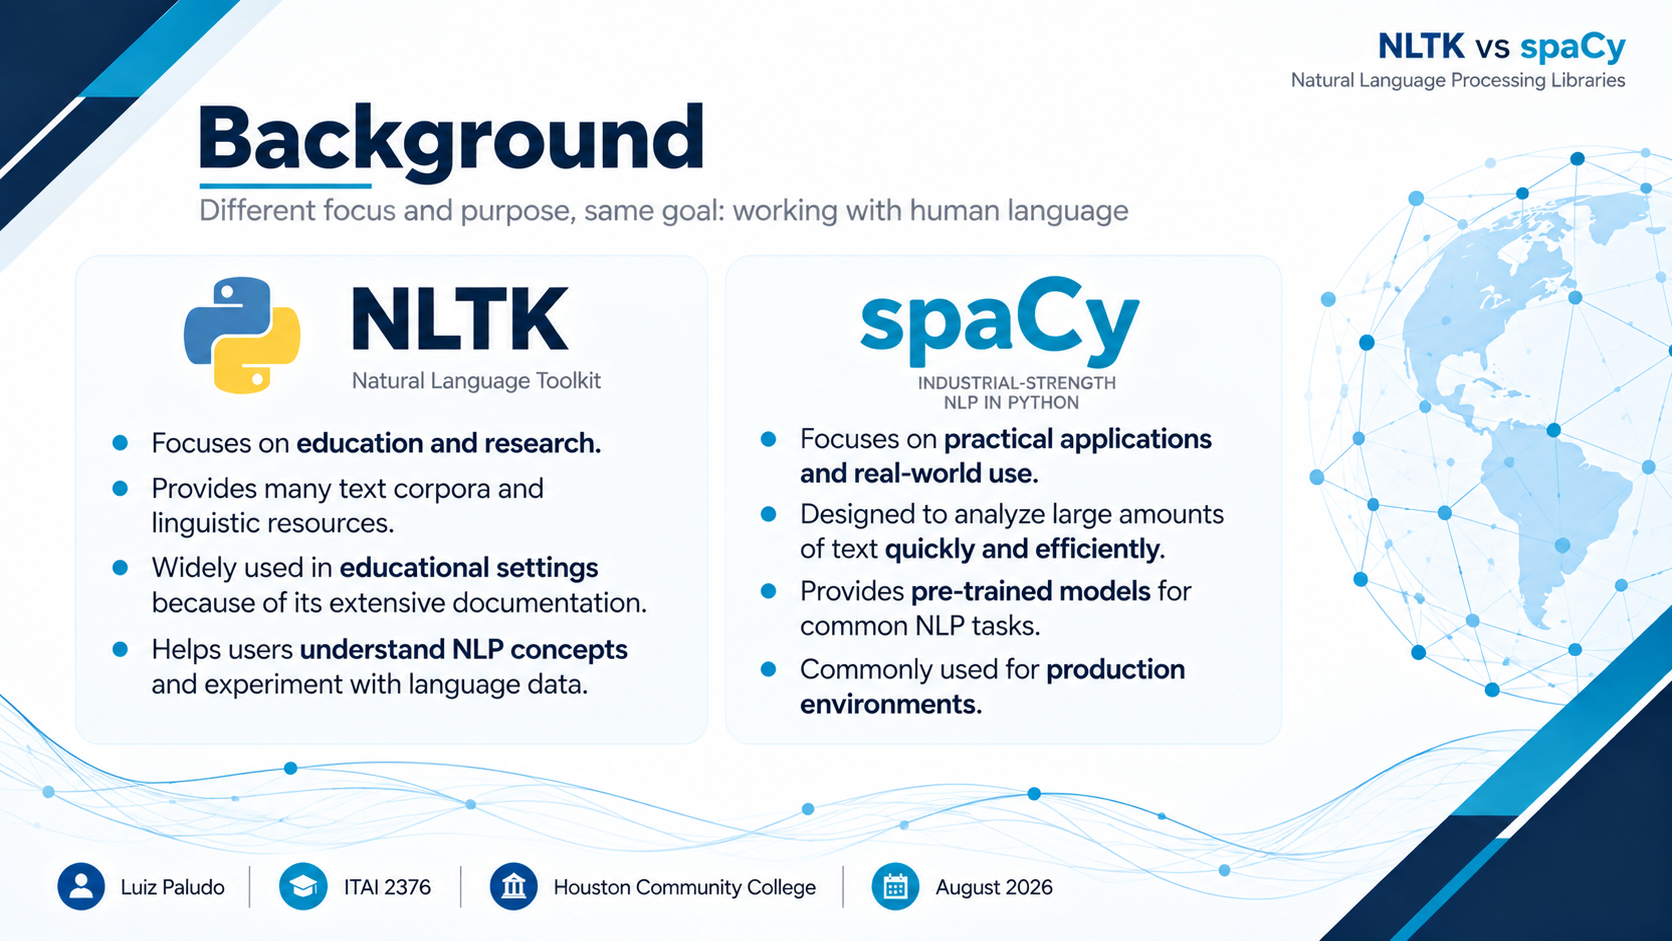 NLTK vs spaCy
Natural Language Processing Libraries
Background
Different focus and purpose, same goal: working with human language
NLTK
Natural Language Toolkit
Focuses on education and research.
Provides many text corpora and
linguistic resources.
Widely used in educational settings
because of its extensive documentation.
Helps users understand NLP concepts
and experiment with language data.
spaCy
INDUSTRIAL-STRENGTH
NLP IN PYTHON
Focuses on practical applications
and real-world use.
Designed to analyze large amounts
of text quickly and efficiently.
Provides pre-trained models for
common NLP tasks.
Commonly used for production
environments.
Luiz Paludo
ITAI 2376
Houston Community College
August 2026